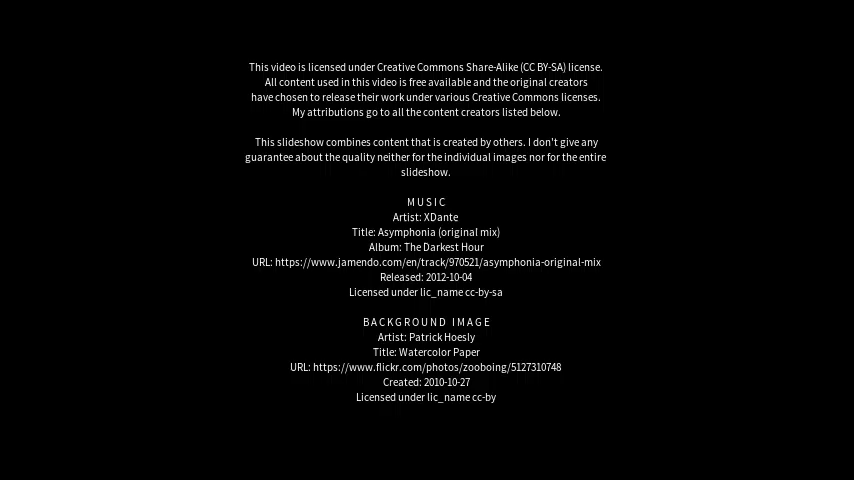 This video is licensed under Creative Commons Share-Alike (CC BY-SA) license.
All content used in this video is free available and the original creators
have chosen to release their work under various Creative Commons licenses.
My attributions go to all the content creators listed below.
This slideshow combines content that is created by others. I don't give any
guarantee about the quality neither for the individual images nor for the entire
slideshow.
MUSIC
Artist: XDante
Title: Asymphonia (original mix)
Album: The Darkest Hour
URL: https://www.jamendo.com/en/track/970521/asymphonia-original-mix
Released: 2012-10-04
Licensed under lic_name cc-by-sa
BACKGROUND IMAGE
Artist: Patrick Hoesly
Title: Watercolor Paper
URL: https://www.flickr.com/photos/zooboing/5127310748
Created: 2010-10-27
Licensed under lic_name cc-by